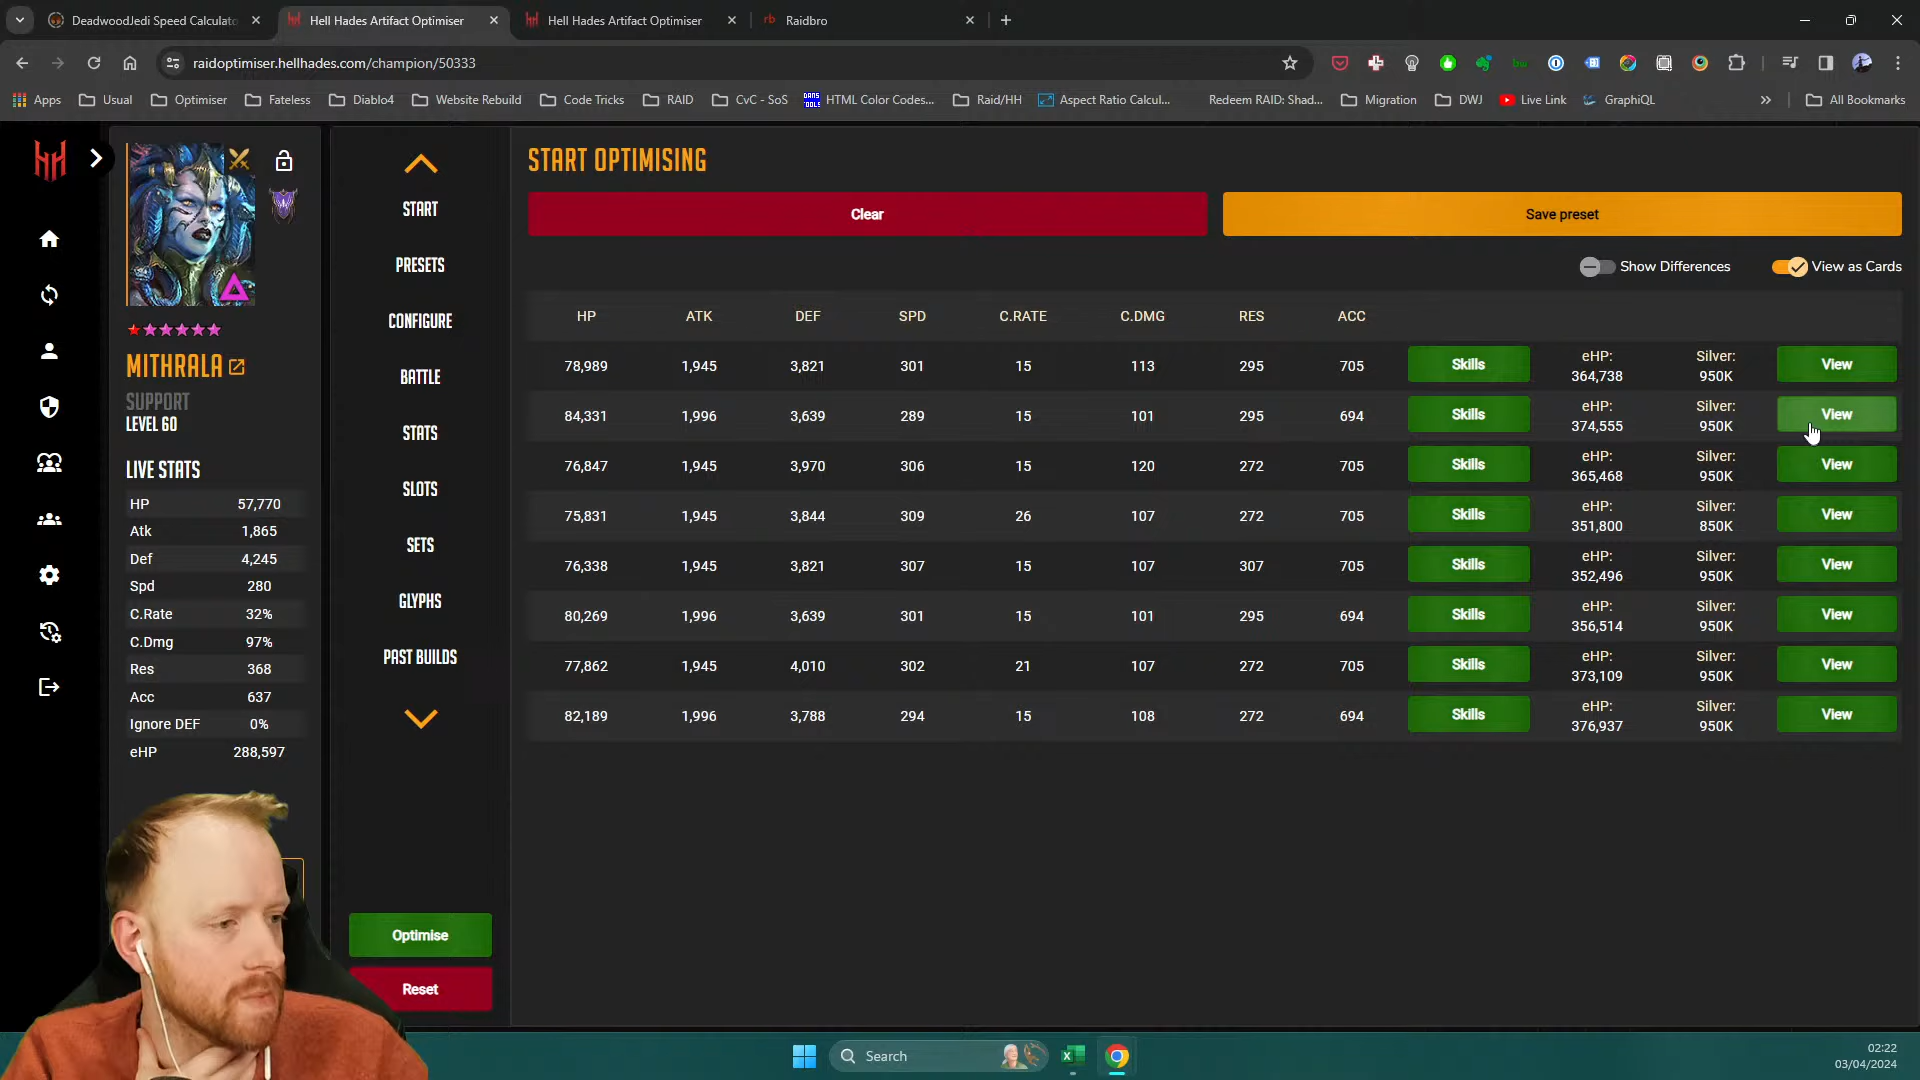 DeadwoodJedi Speed Calculato
Hell Hades Artifact Optimiser
Hell Hades Artifact Optimiser
rb Raidbro
raidoptimiser.hellhades.com/champion/50333
Apps
Usual
Optimiser
Fateless
Diablo4
Website Rebuild
Code Tricks
RAID
CvC - SoS
HTML Color Codes...
Raid/HH
Aspect Ratio Calcul...
Redeem RAID: Shad...
Migration
DWJ
Live Link
GraphiQL
All Bookmarks
MITHRALA
SUPPORT
LEVEL 60
LIVE STATS
HP 57,770
Atk 1,865
Def 4,245
Spd 280
C.Rate 32%
C.Dmg 97%
Res 368
Acc 637
Ignore DEF 0%
eHP 288,597
START
PRESETS
CONFIGURE
BATTLE
STATS
SLOTS
SETS
GLYPHS
PAST BUILDS
Optimise
Reset
START OPTIMISING
Clear
Save preset
Show Differences
View as Cards
HP ATK DEF SPD C.RATE C.DMG RES ACC
78,989 1,945 3,821 301 15 113 295 705 Skills eHP: 364,738 Silver: 950K View
84,331 1,996 3,639 289 15 101 295 694 Skills eHP: 374,555 Silver: 950K View
76,847 1,945 3,970 306 15 120 272 705 Skills eHP: 365,468 Silver: 950K View
75,831 1,945 3,844 309 26 107 272 705 Skills eHP: 351,800 Silver: 850K View
76,338 1,945 3,821 307 15 107 307 705 Skills eHP: 352,496 Silver: 950K View
80,269 1,996 3,639 301 15 101 295 694 Skills eHP: 356,514 Silver: 950K View
77,862 1,945 4,010 302 21 107 272 705 Skills eHP: 373,109 Silver: 950K View
82,189 1,996 3,788 294 15 108 272 694 Skills eHP: 376,937 Silver: 950K View
Search
02:22
03/04/2024